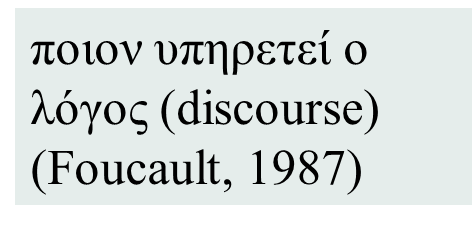 ποιον υπηρετεί ο
λόγος (discourse)
(Foucault, 1987)